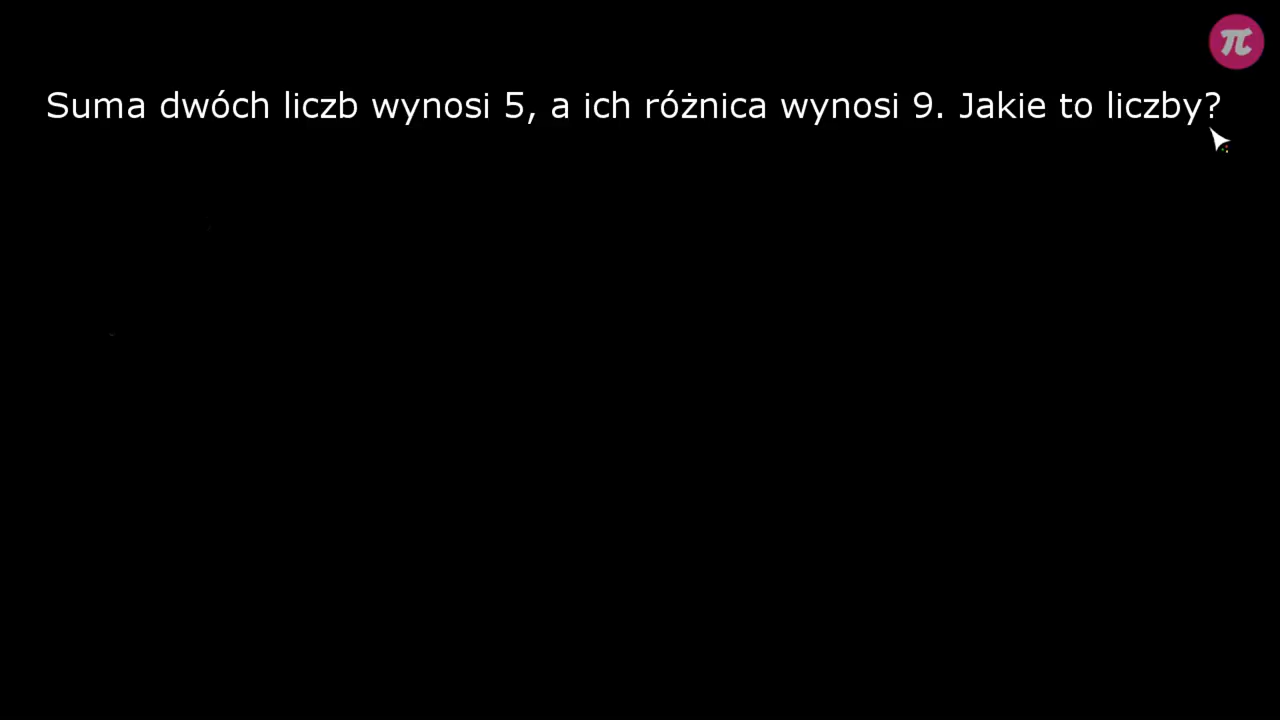 π
Suma dwóch liczb wynosi 5, a ich różnica wynosi 9. Jakie to liczby?